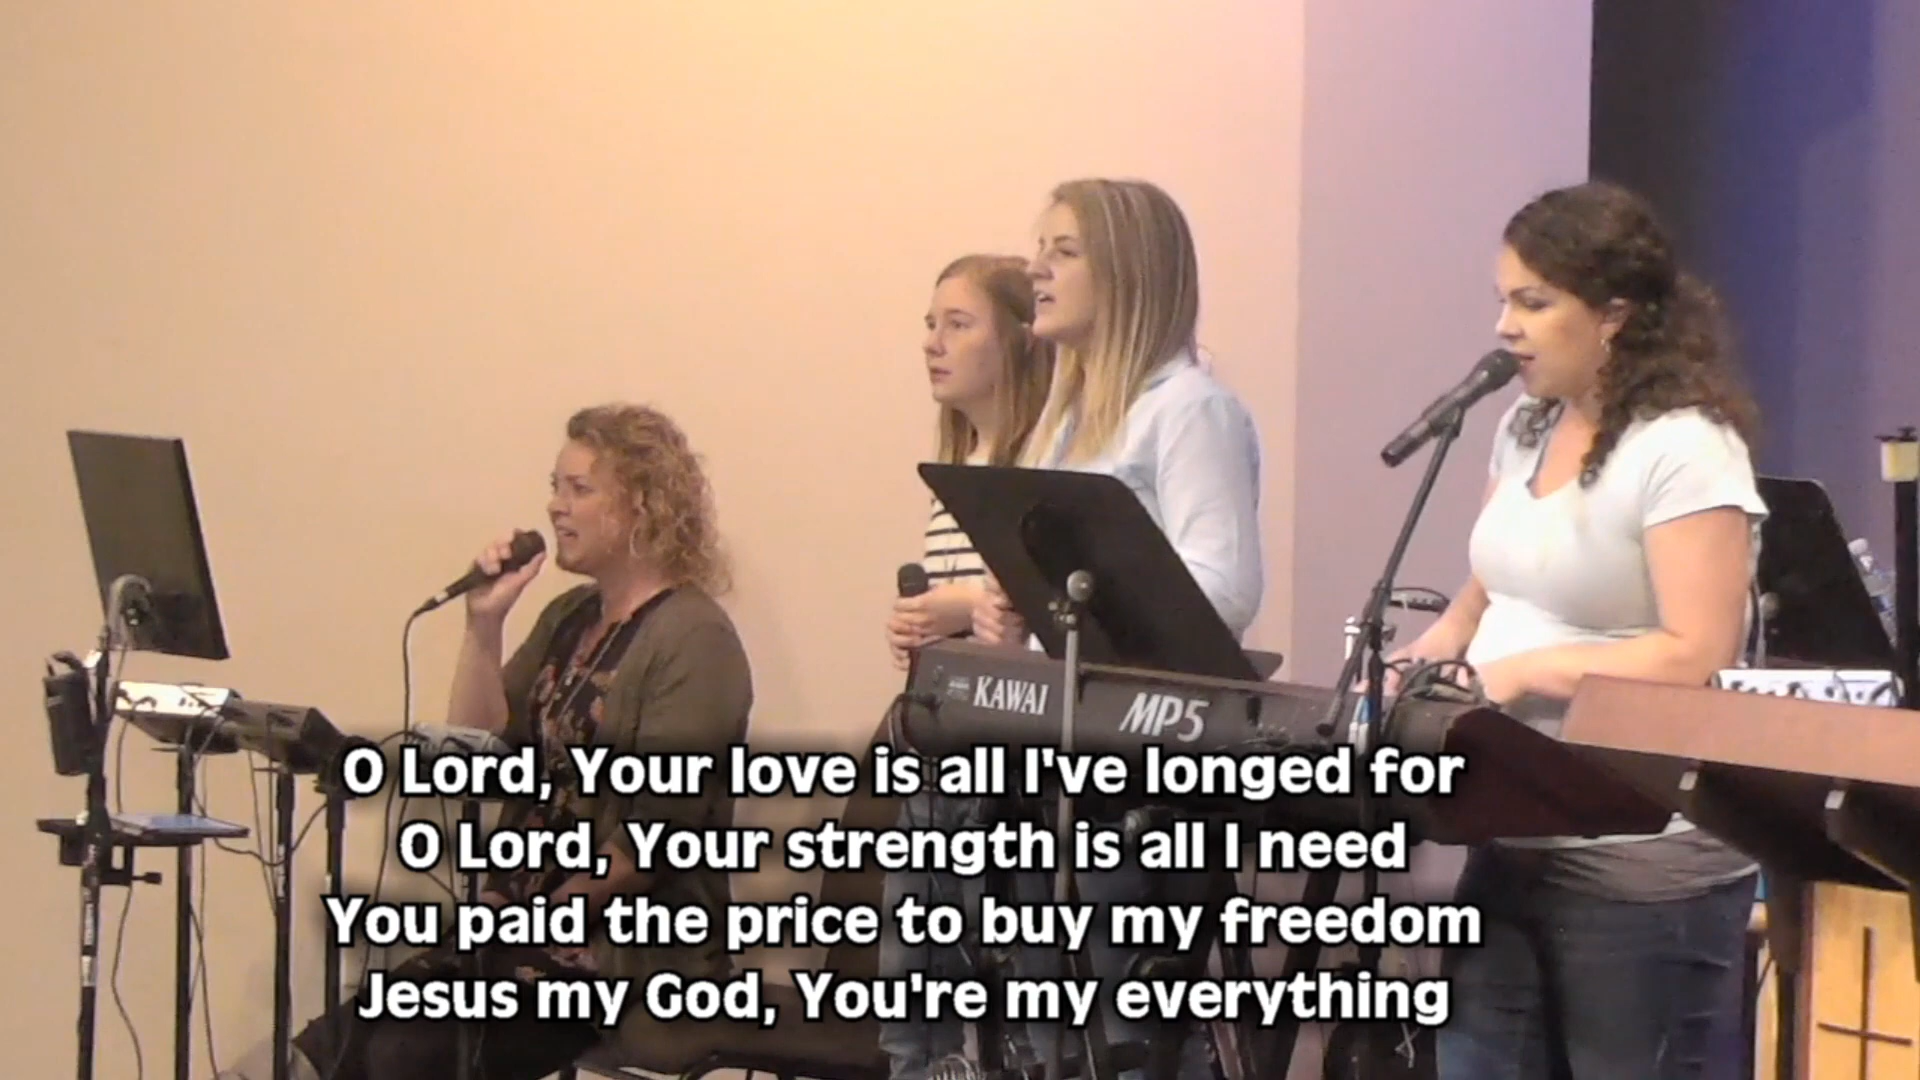 KAWAI MP5
O Lord, Your love is all I've longed for
O Lord, Your strength is all I need
You paid the price to buy my freedom
Jesus my God, You're my everything